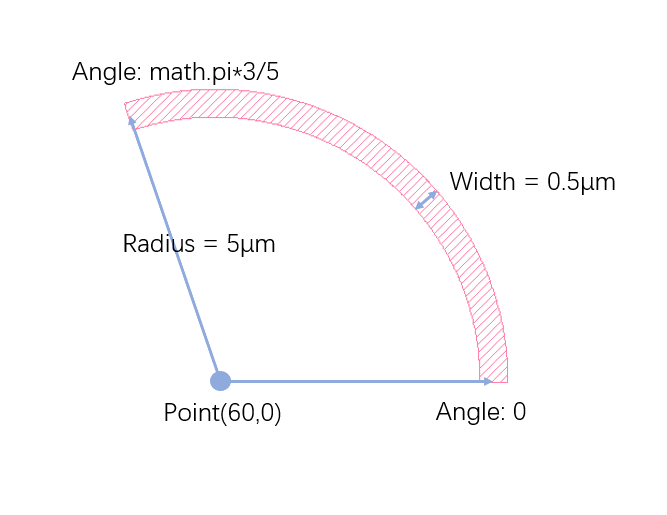 Angle: math.pi*3/5
Width = 0.5μm
Radius = 5μm
Point(60,0)
Angle: 0